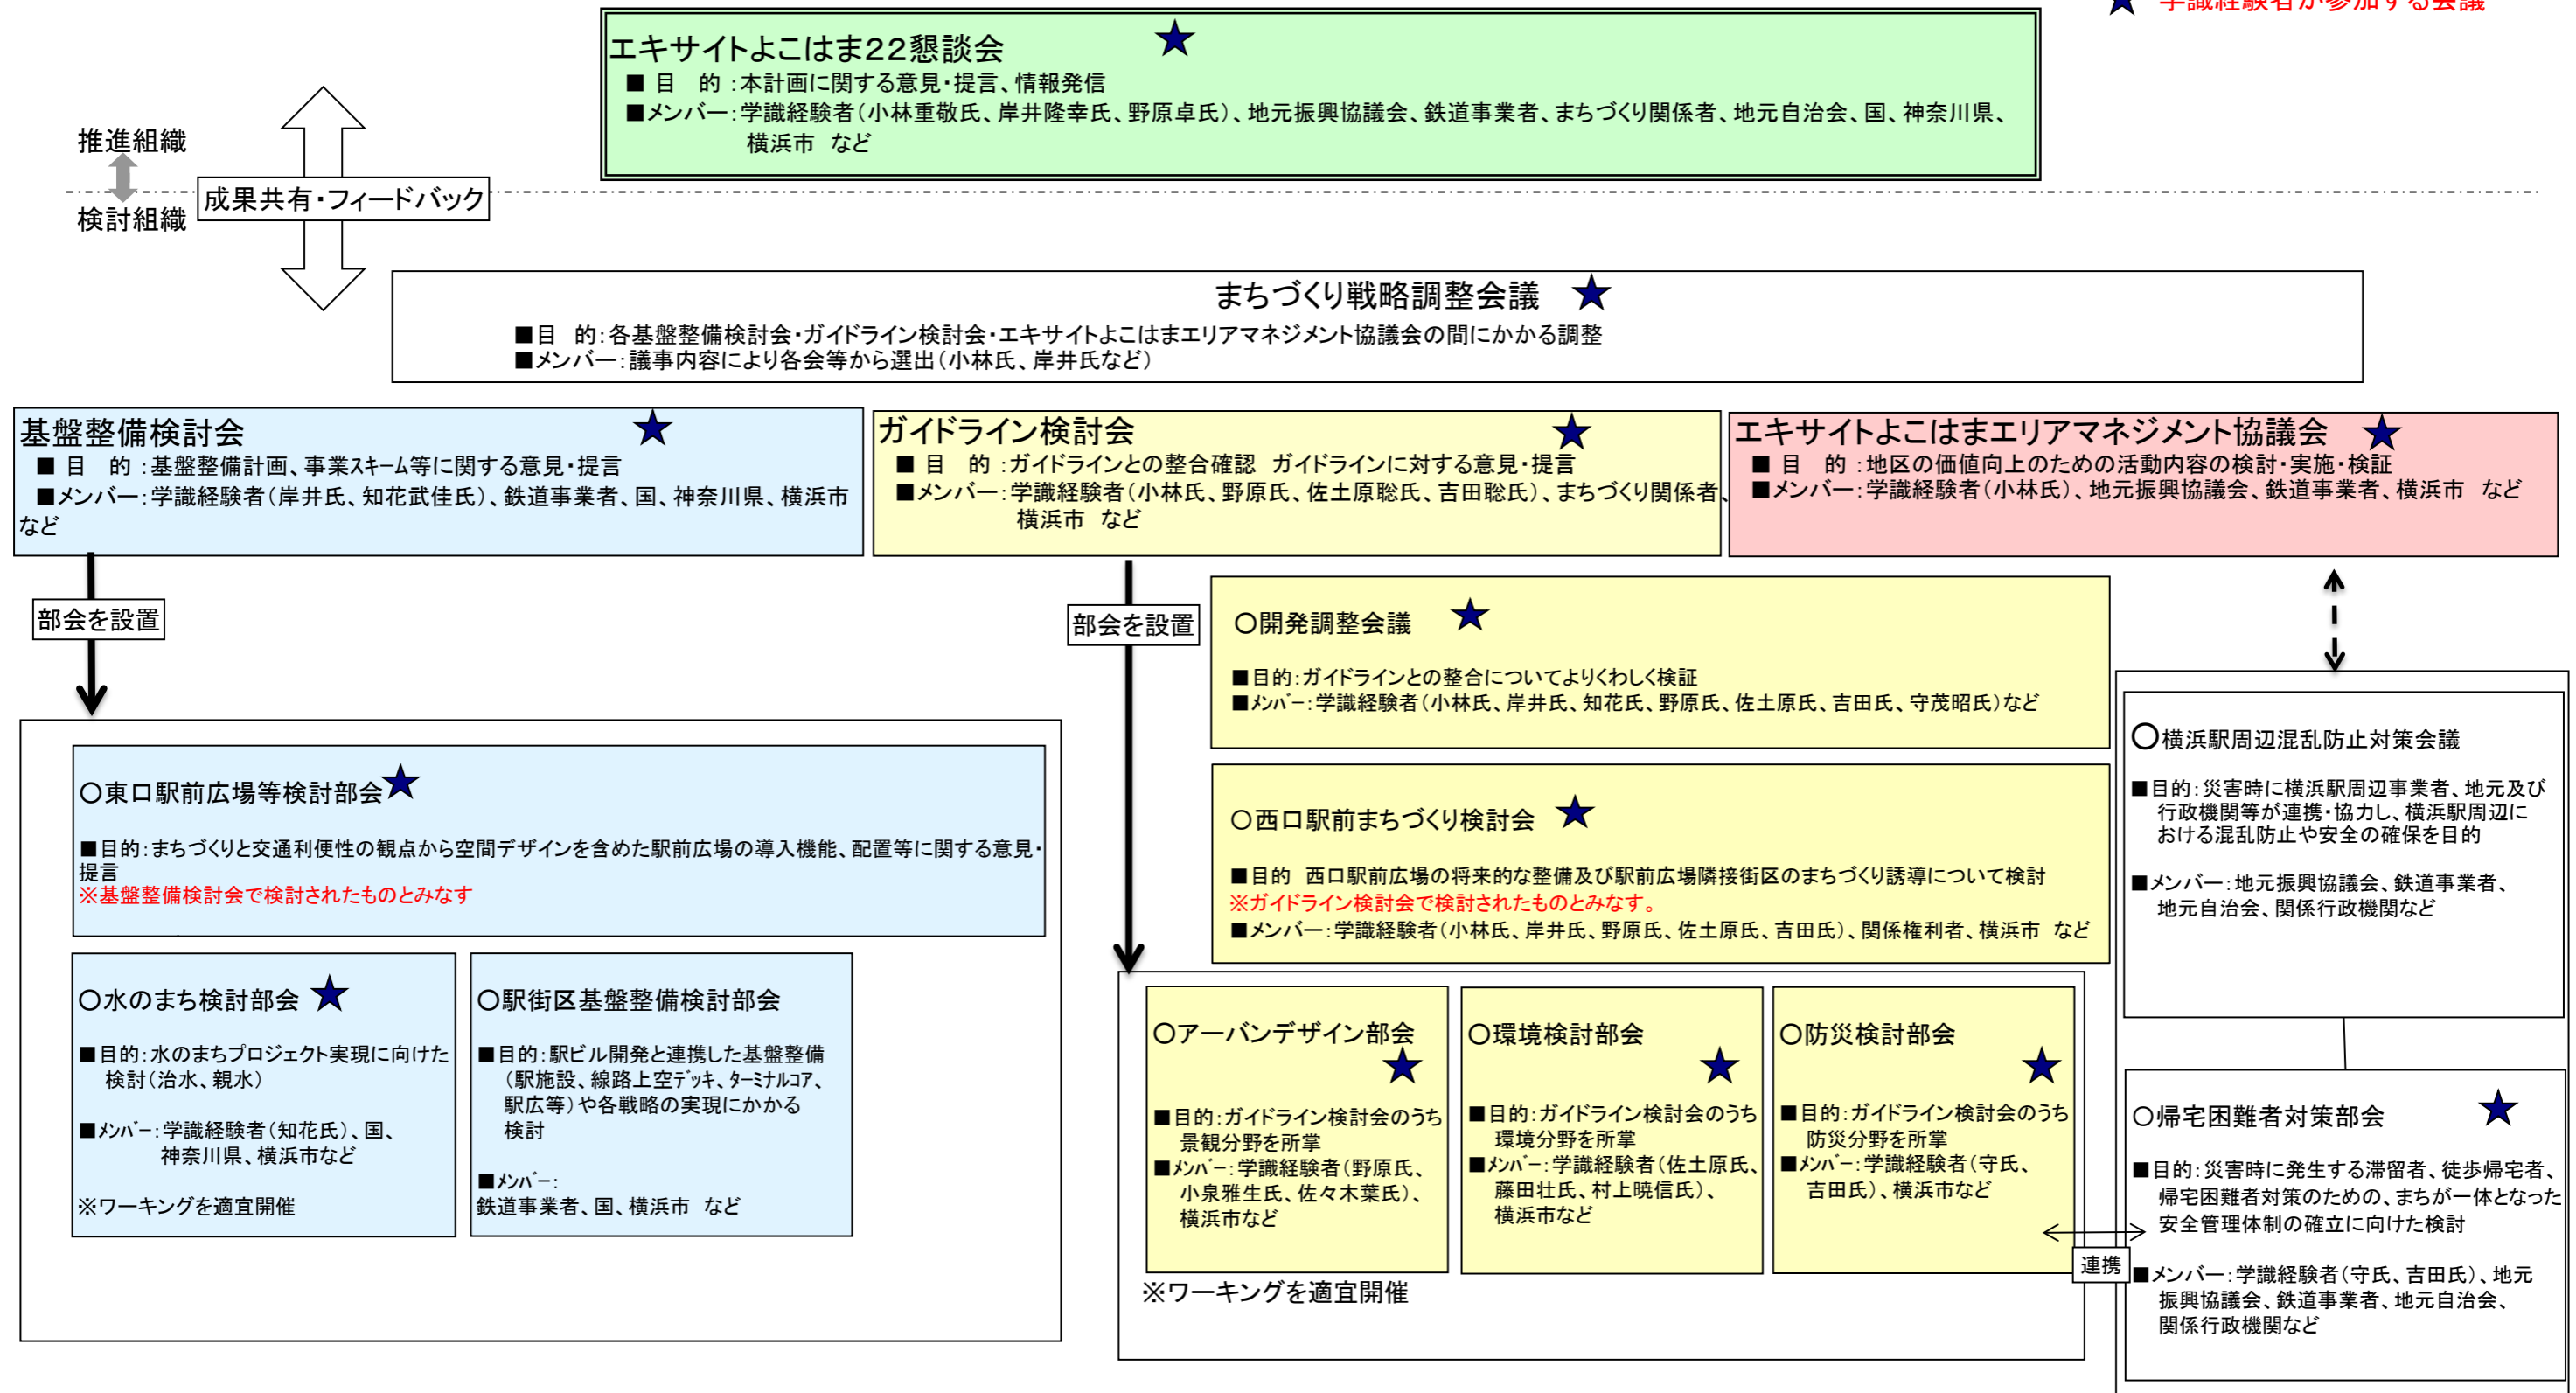 ★ 学識経験者が参加する会議
エキサイトよこはま22懇談会 ★
■ 目 的：本計画に関する意見・提言、情報発信
■メンバー：学識経験者（小林重敬氏、岸井隆幸氏、野原卓氏）、地元振興協議会、鉄道事業者、まちづくり関係者、地元自治会、国、神奈川県、
横浜市 など
推進組織
成果共有・フィードバック
検討組織
まちづくり戦略調整会議 ★
■目 的：各基盤整備検討会・ガイドライン検討会・エキサイトよこはまエリアマネジメント協議会の間にかかる調整
■メンバー：議事内容により各会等から選出（小林氏、岸井氏など）
基盤整備検討会 ★
■ 目 的：基盤整備計画、事業ｽｷｰﾑ等に関する意見・提言
■メンバー：学識経験者（岸井氏、知花武佳氏）、鉄道事業者、国、神奈川県、横浜市
など
ガイドライン検討会 ★
■ 目 的：ガイドラインとの整合確認 ガイドラインに対する意見・提言
■メンバー：学識経験者（小林氏、野原氏、佐土原聡氏、吉田聡氏）、まちづくり関係者、
横浜市 など
エキサイトよこはまエリアマネジメント協議会 ★
■ 目 的：地区の価値向上のための活動内容の検討・実施・検証
■メンバー：学識経験者（小林氏）、地元振興協議会、鉄道事業者、横浜市 など
部会を設置
○東口駅前広場等検討部会★
■目的：まちづくりと交通利便性の観点から空間デザインを含めた駅前広場の導入機能、配置等に関する意見・
提言
※基盤整備検討会で検討されたものとみなす
○水のまち検討部会 ★
■目的：水のまちプロジェクト実現に向けた
検討（治水、親水）
■ﾒﾝﾊﾞｰ：学識経験者（知花氏）、国、
神奈川県、横浜市など
※ワーキングを適宜開催
○駅街区基盤整備検討部会
■目的：駅ビル開発と連携した基盤整備
（駅施設、線路上空ﾃﾞｯｷ、ﾀｰﾐﾅﾙｺｱ、
駅広等）や各戦略の実現にかかる
検討
■ﾒﾝﾊﾞｰ：
鉄道事業者、国、横浜市 など
部会を設置
○開発調整会議 ★
■目的：ガイドラインとの整合についてよりくわしく検証
■ﾒﾝﾊﾞｰ：学識経験者（小林氏、岸井氏、知花氏、野原氏、佐土原氏、吉田氏、守茂昭氏）など
○西口駅前まちづくり検討会 ★
■目的 西口駅前広場の将来的な整備及び駅前広場隣接街区のまちづくり誘導について検討
※ガイドライン検討会で検討されたものとみなす。
■メンバー：学識経験者（小林氏、岸井氏、野原氏、佐土原氏、吉田氏）、関係権利者、横浜市 など
○アーバンデザイン部会
★
■目的：ガイドライン検討会のうち
景観分野を所掌
■ﾒﾝﾊﾞｰ：学識経験者（野原氏、
小泉雅生氏、佐々木葉氏）、
横浜市など
○環境検討部会
★
■目的：ガイドライン検討会のうち
環境分野を所掌
■ﾒﾝﾊﾞｰ：学識経験者（佐土原氏、
藤田壮氏、村上暁信氏）、
横浜市など
○防災検討部会
★
■目的：ガイドライン検討会のうち
防災分野を所掌
■ﾒﾝﾊﾞｰ：学識経験者（守氏、
吉田氏）、横浜市など
※ワーキングを適宜開催
連携
○横浜駅周辺混乱防止対策会議
■目的：災害時に横浜駅周辺事業者、地元及び
行政機関等が連携・協力し、横浜駅周辺に
おける混乱防止や安全の確保を目的
■メンバー：地元振興協議会、鉄道事業者、
地元自治会、関係行政機関など
○帰宅困難者対策部会 ★
■目的：災害時に発生する滞留者、徒歩帰宅者、
帰宅困難者対策のための、まちが一体となった
安全管理体制の確立に向けた検討
■メンバー：学識経験者（守氏、吉田氏）、地元
振興協議会、鉄道事業者、地元自治会、
関係行政機関など